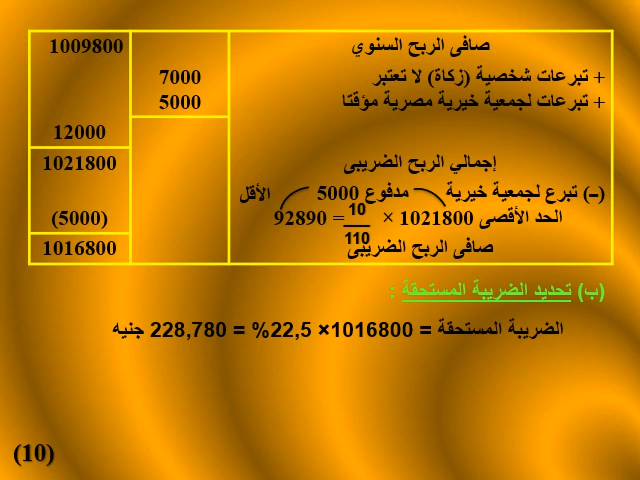 صافى الربح السنوي 1009800
+ تبرعات شخصية (زكاة) لا تعتبر 7000
+ تبرعات لجمعية خيرية مصرية مؤقتا 5000
12000
إجمالي الربح الضريبى 1021800
(–) تبرع لجمعية خيرية مدفوع 5000 الأقل
الحد الأقصى 1021800 × 10/110 = 92890 (5000)
صافى الربح الضريبى 1016800
(ب) تحديد الضريبة المستحقة :
الضريبة المستحقة = 1016800× 22,5% = 228,780 جنيه
(10)